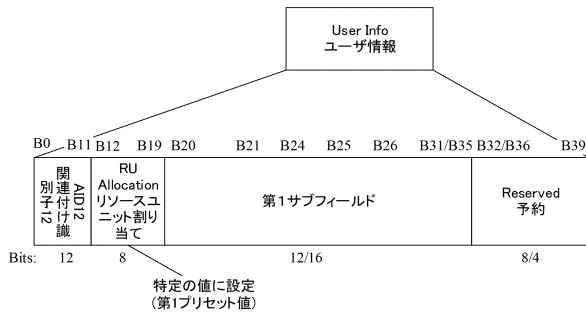 User Info
ユーザ情報
B0 B11 B12 B19 B20 B21 B24 B25 B26 B31/B35 B32/B36 B39
AID12
関連付け識
別子12
RU
Allocation
リソースユ
ニット割り
当て
第1サブフィールド
Reserved
予約
Bits: 12 8 12/16 8/4
特定の値に設定
(第1プリセット値)